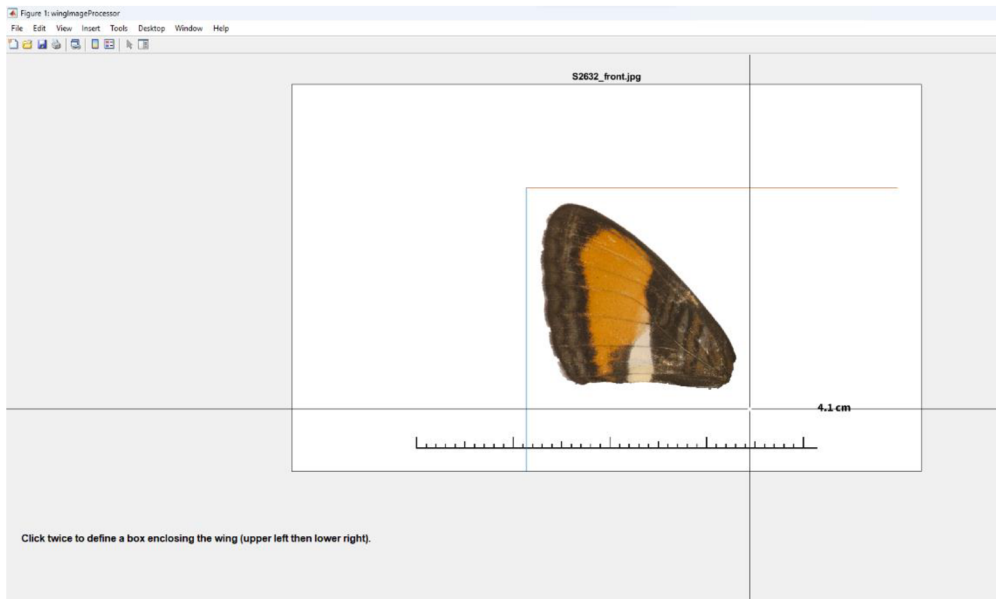 Figure 1: wingImageProcessor
File Edit View Insert Tools Desktop Window Help
S2632_front.jpg
4.1 cm
Click twice to define a box enclosing the wing (upper left then lower right).